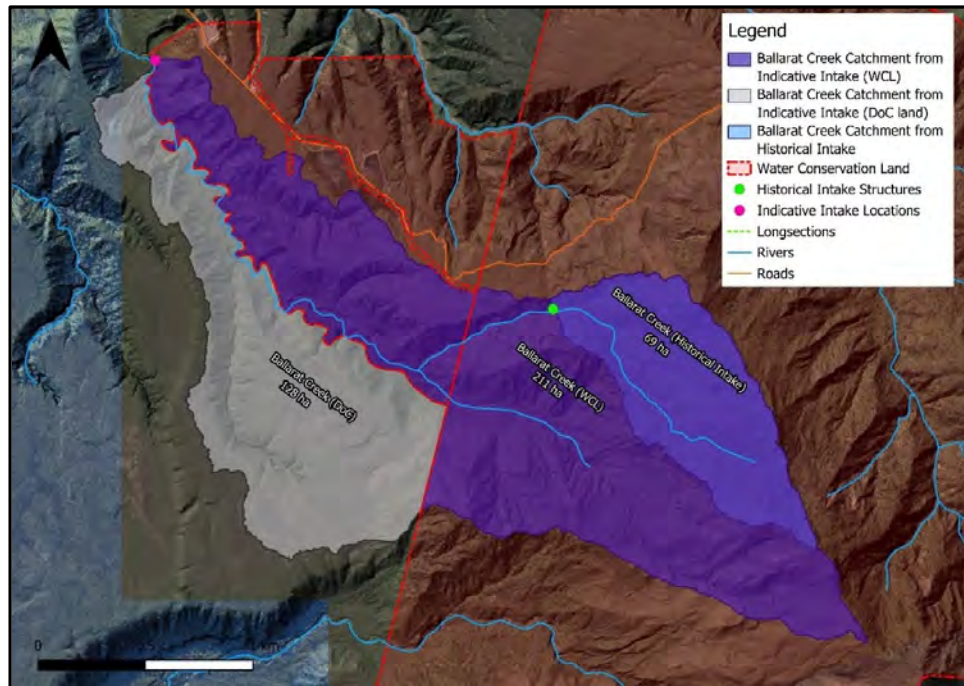 Legend
Ballarat Creek Catchment from
Indicative Intake (WCL)
Ballarat Creek Catchment from
Indicative Intake (DoC land)
Ballarat Creek Catchment from
Historical Intake
Water Conservation Land
Historical Intake Structures
Indicative Intake Locations
Longsections
Rivers
Roads
Ballarat Creek (Historical Intake)
69 ha
Ballarat Creek (WCL)
211 ha
Ballarat Creek (DoC)
128 ha
0